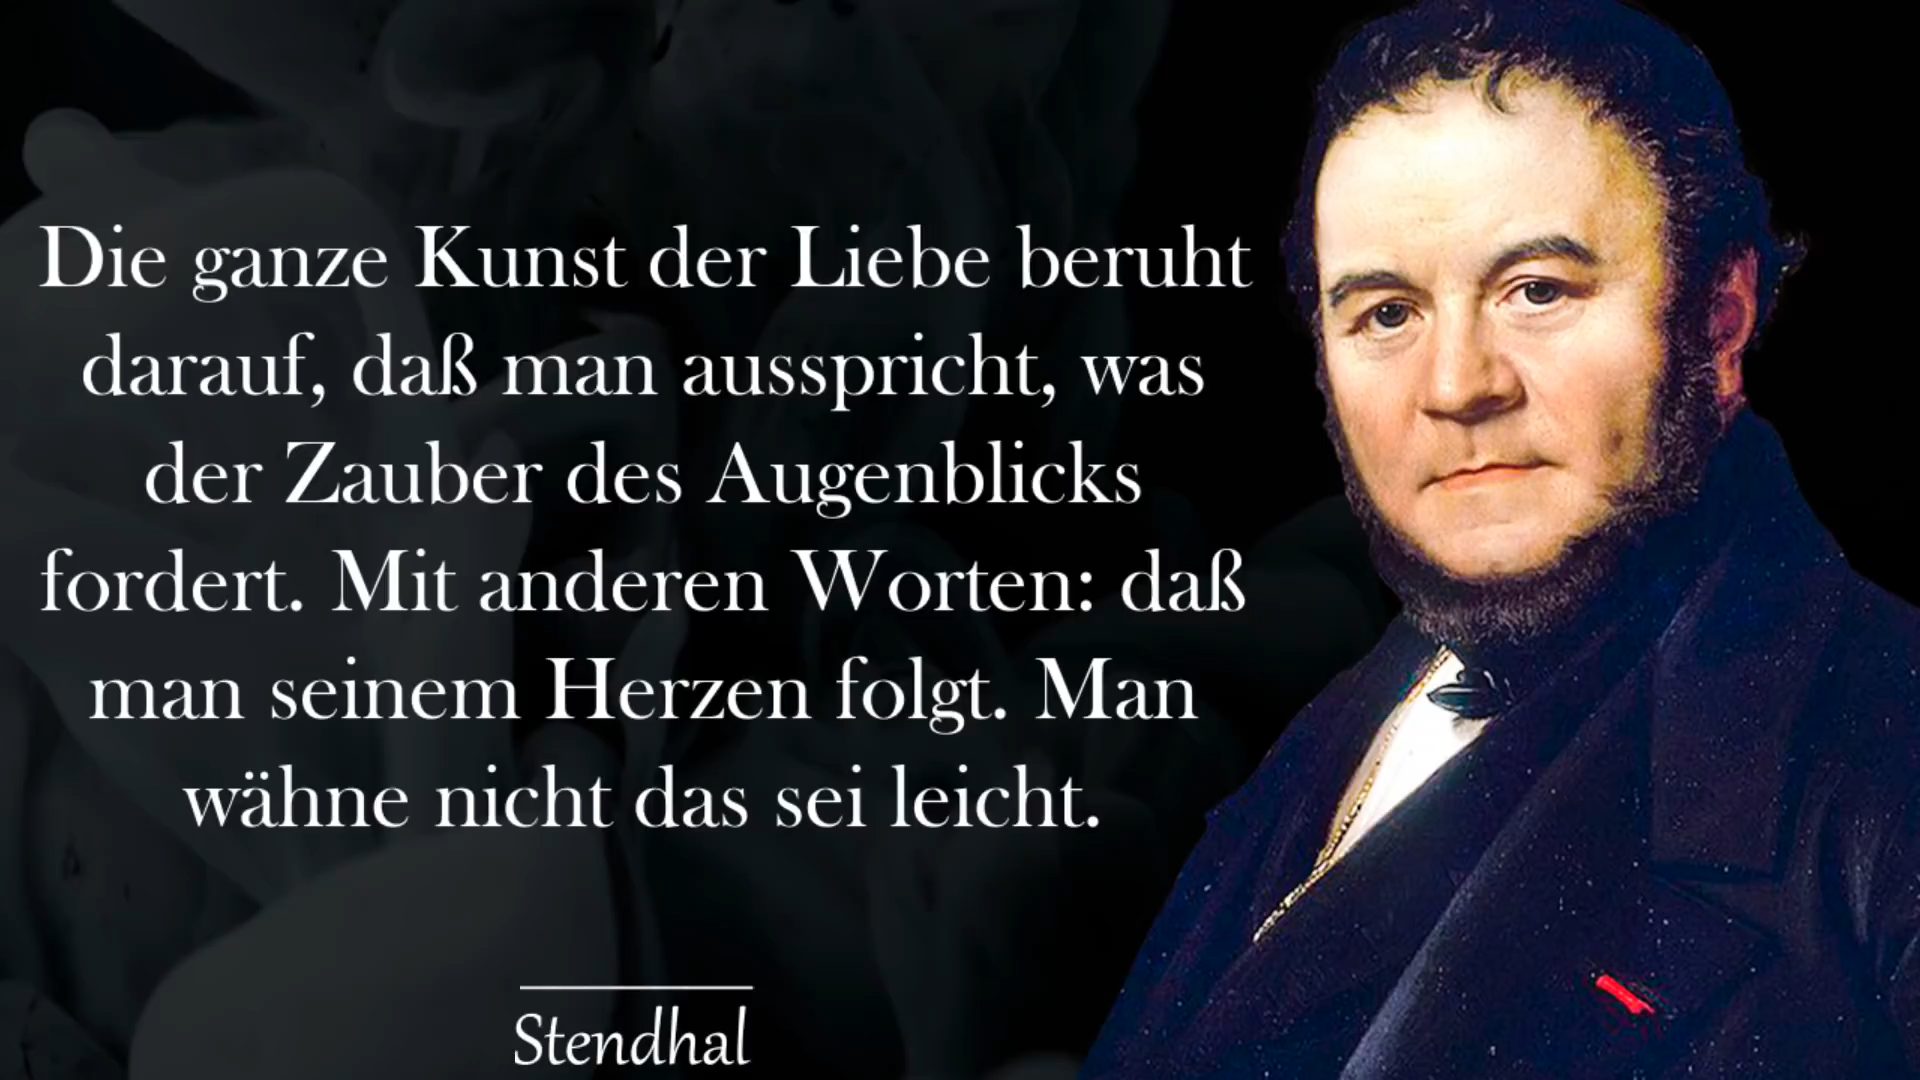 Die ganze Kunst der Liebe beruht
darauf, daß man ausspricht, was
der Zauber des Augenblicks
fordert. Mit anderen Worten: daß
man seinem Herzen folgt. Man
wähne nicht das sei leicht.
Stendhal